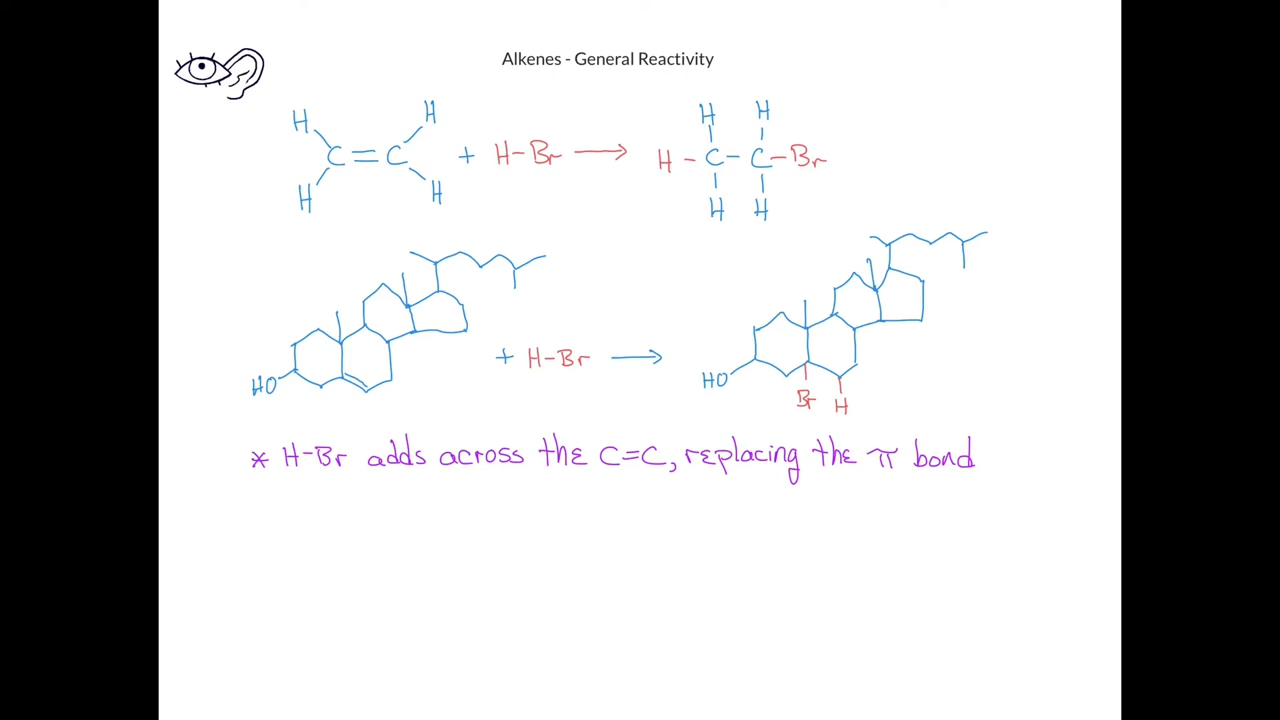 Alkenes - General Reactivity
H H H H
C = C + H-Br → H - C - C - Br
H H H H
HO + H-Br → HO Br H
* H-Br adds across the C=C, replacing the π bond